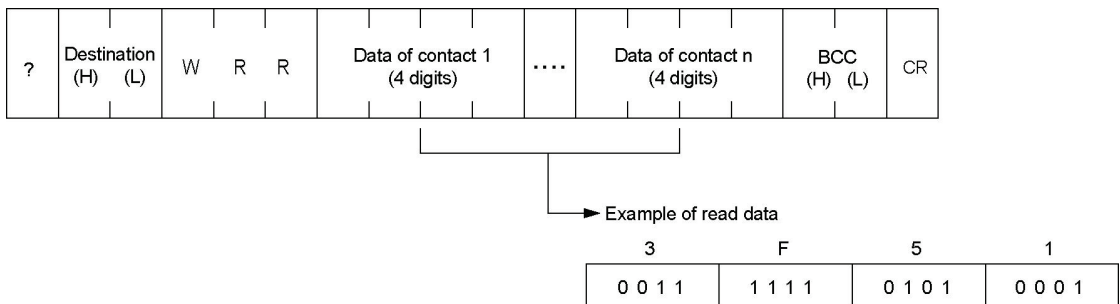 ? Destination (H) (L) W R R Data of contact 1 (4 digits) ···· Data of contact n (4 digits) BCC (H) (L) CR
Example of read data
3 F 5 1
0 0 1 1 1 1 1 1 0 1 0 1 0 0 0 1